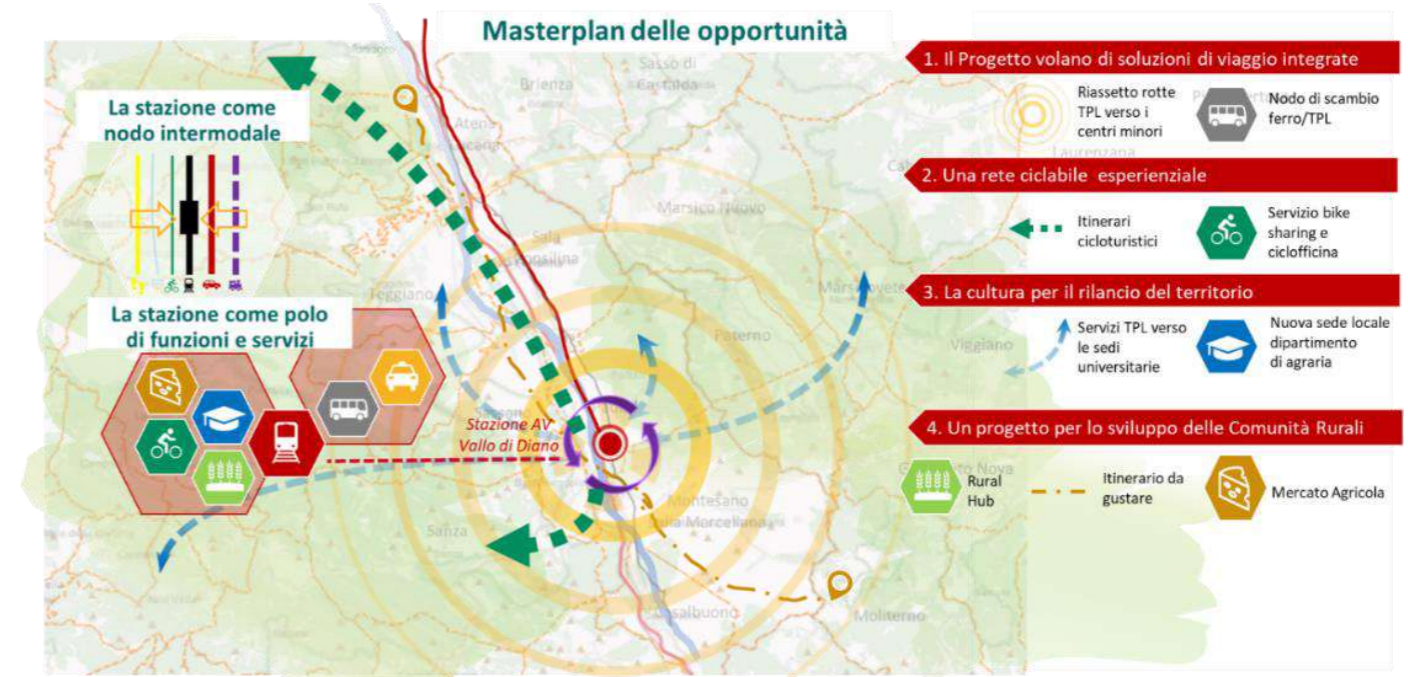 Masterplan delle opportunità
La stazione come
nodo intermodale
La stazione come polo
di funzioni e servizi
Stazione AV
Vallo di Diano
1. Il Progetto volano di soluzioni di viaggio integrate
Riassetto rotte
TPL verso i
centri minori
Nodo di scambio
ferro/TPL
2. Una rete ciclabile esperienziale
Itinerari
cicloturistici
Servizio bike
sharing e
ciclofficina
3. La cultura per il rilancio del territorio
Servizi TPL verso
le sedi
universitarie
Nuova sede locale
dipartimento
di agraria
4. Un progetto per lo sviluppo delle Comunità Rurali
Rural
Hub
Itinerario da
gustare
Mercato Agricola
Brienza
Sasso di
Castalda
Atena
Lucana
Laurenzana
Marsico Nuovo
Sala
Consilina
Teggiano
Paterno
Viggiano
Sassano
Montesano
sulla Marcellana
Sanza
Casalbuono
Moliterno